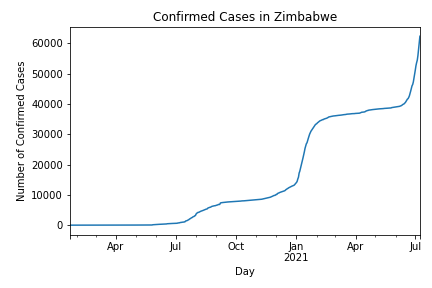 Confirmed Cases in Zimbabwe
Number of Confirmed Cases
60000
50000
40000
30000
20000
10000
0
Apr Jul Oct Jan Apr Jul
2021
Day